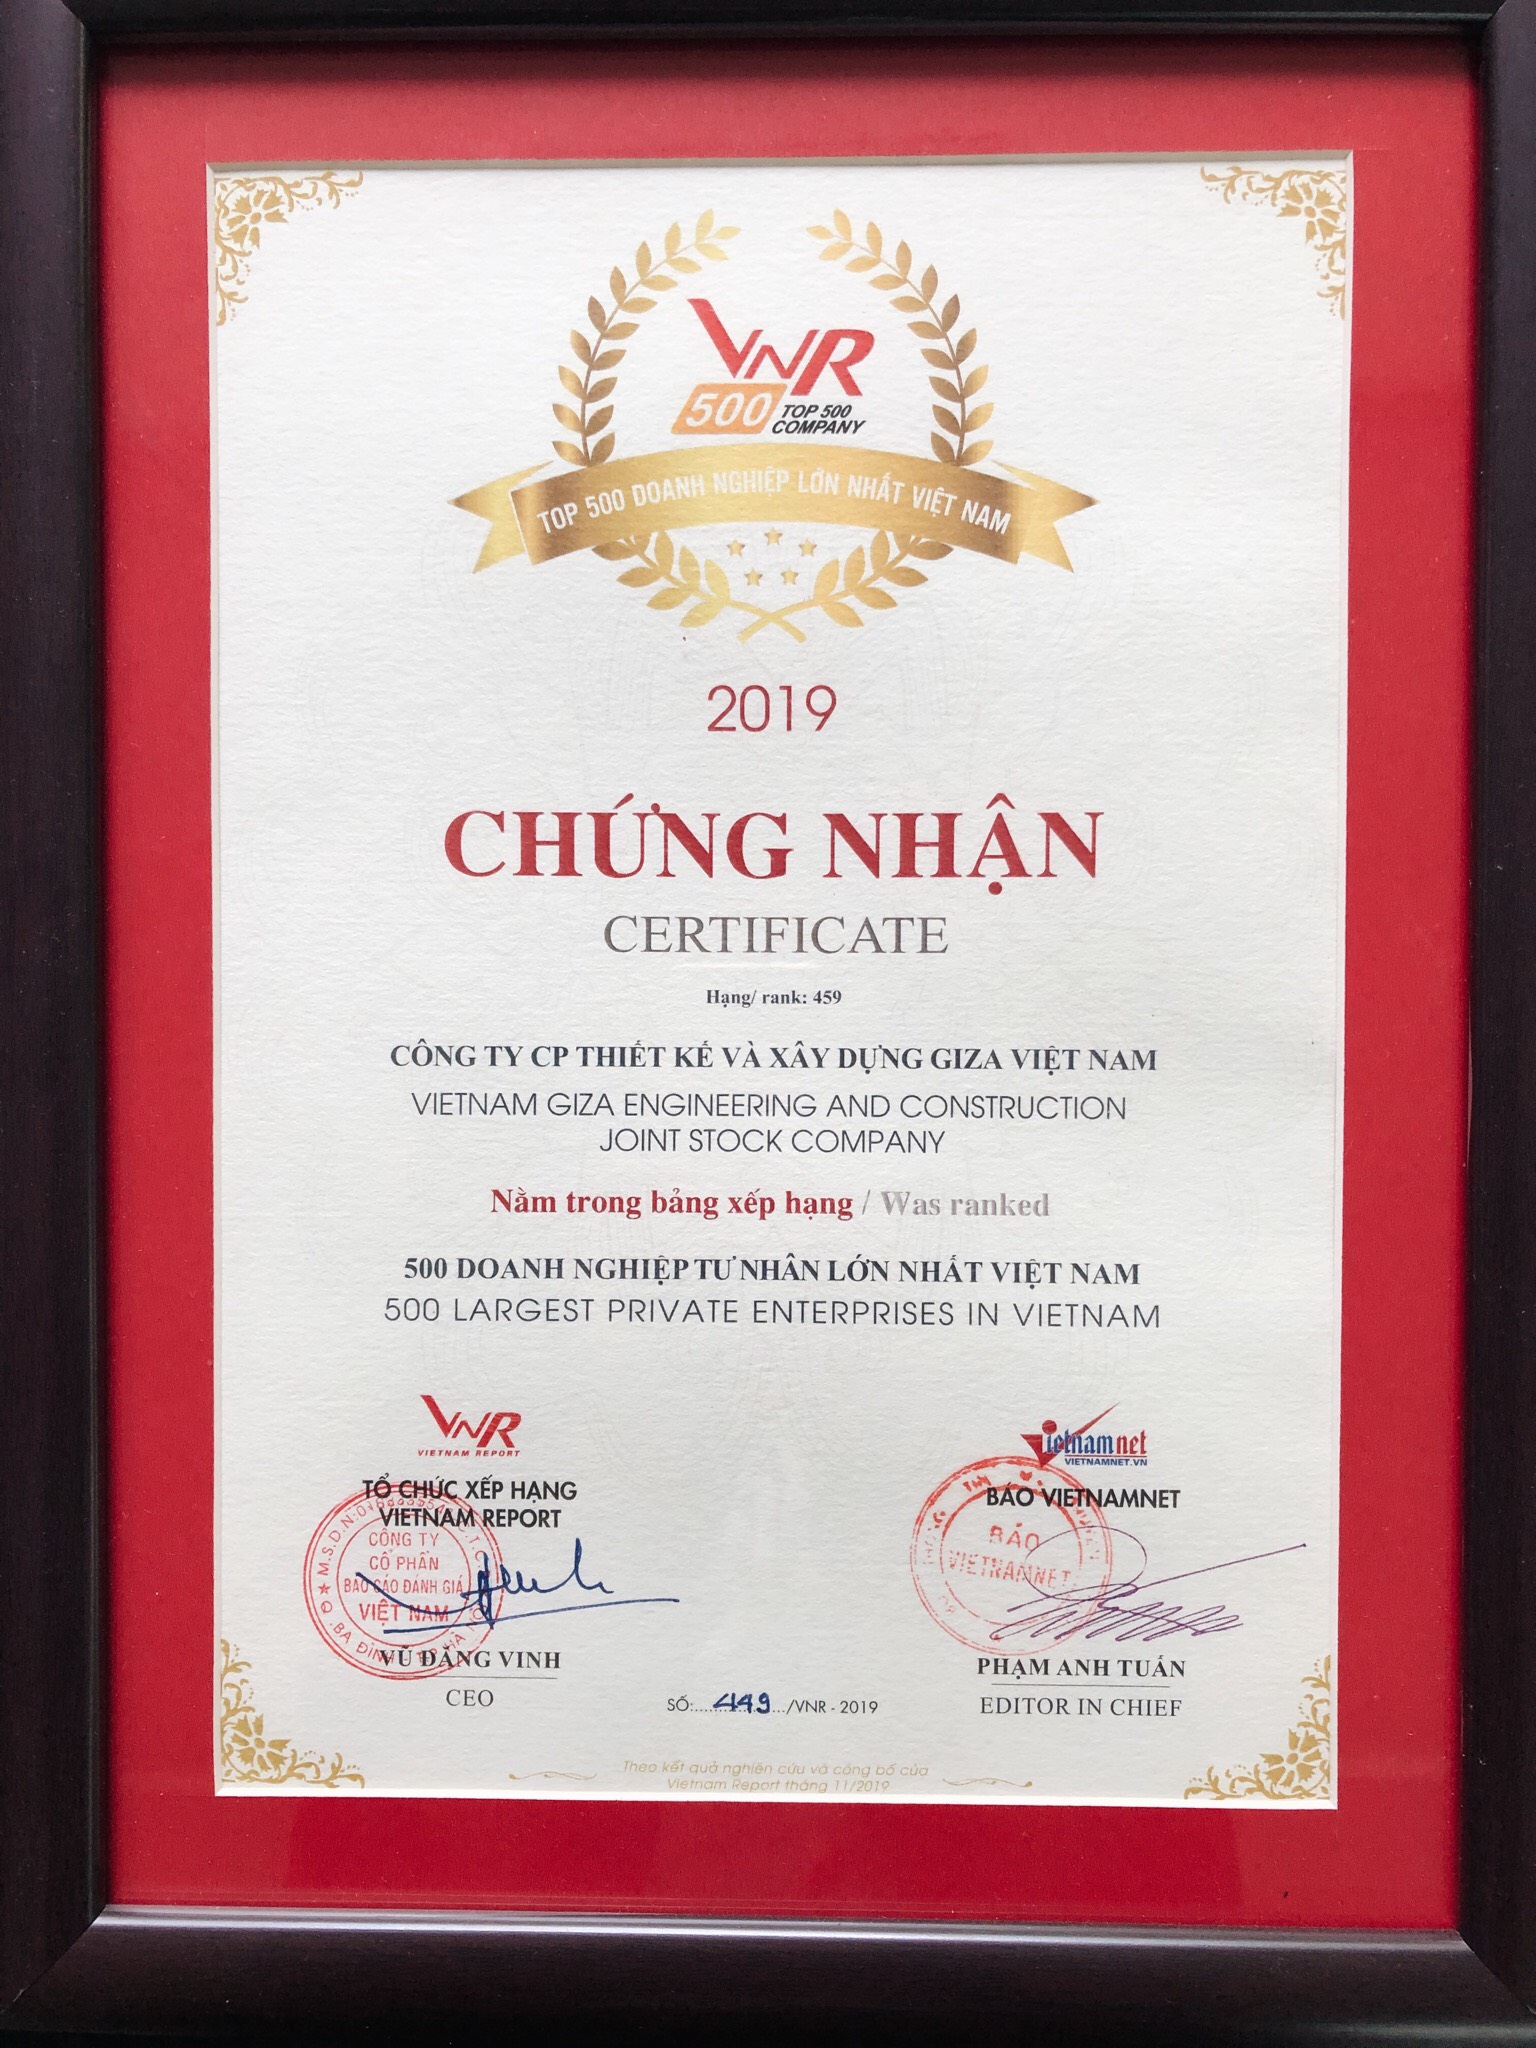 VNR
500 TOP 500
COMPANY
TOP 500 DOANH NGHIỆP LỚN NHẤT VIỆT NAM
2019
CHỨNG NHẬN
CERTIFICATE
Hạng/ rank: 459
CÔNG TY CP THIẾT KẾ VÀ XÂY DỰNG GIZA VIỆT NAM
VIETNAM GIZA ENGINEERING AND CONSTRUCTION
JOINT STOCK COMPANY
Nằm trong bảng xếp hạng / Was ranked
500 DOANH NGHIỆP TƯ NHÂN LỚN NHẤT VIỆT NAM
500 LARGEST PRIVATE ENTERPRISES IN VIETNAM
VNR
VIETNAM REPORT
TỔ CHỨC XẾP HẠNG
VIETNAM REPORT
M.S.D.N:
CÔNG TY
CỔ PHẦN
BÁO CÁO ĐÁNH GIÁ
VIỆT NAM
Q.BA ĐÌNH - TP HÀ NỘI
VŨ ĐĂNG VINH
CEO
Vietnamnet
VIETNAMNET.VN
BÁO VIETNAMNET
BÁO
VIETNAMNET
PHẠM ANH TUẤN
EDITOR IN CHIEF
SỐ:.....449...../VNR - 2019
Theo kết quả nghiên cứu và công bố của
Vietnam Report tháng 11/2019